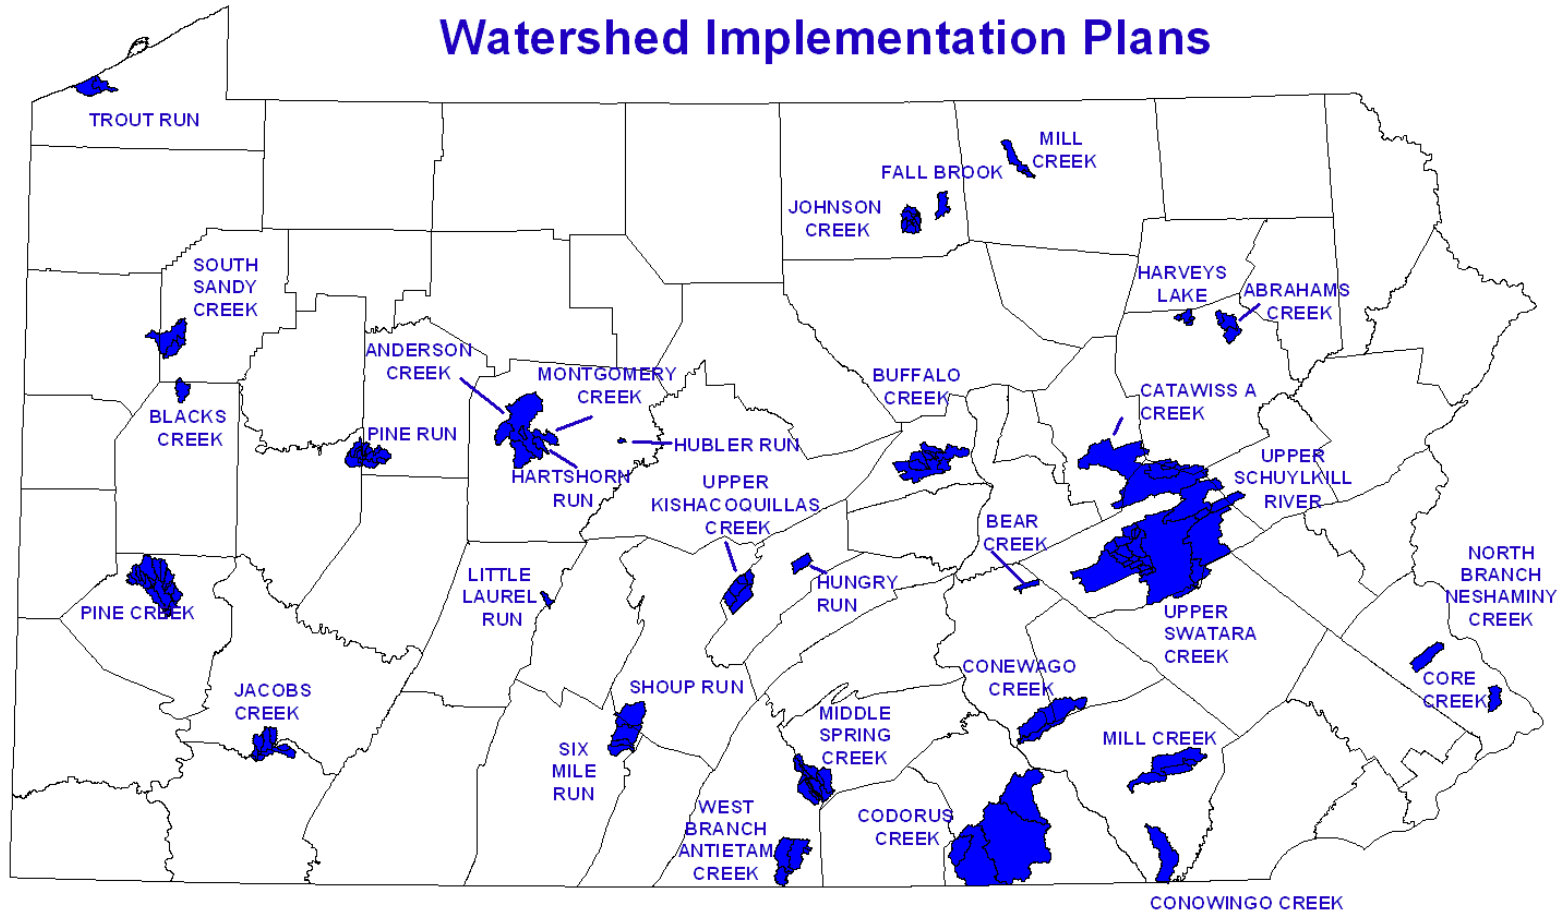 Watershed Implementation Plans
TROUT RUN
MILL
CREEK
FALL BROOK
JOHNSON
CREEK
SOUTH
SANDY
CREEK
HARVEYS
LAKE
ABRAHAMS
CREEK
ANDERSON
CREEK
MONTGOMERY
CREEK
BUFFALO
CREEK
CATAWISS A
CREEK
BLACKS
CREEK
PINE RUN
HUBLER RUN
HARTSHORN
RUN
UPPER
KISHACOQUILLAS
CREEK
UPPER
SCHUYLKILL
RIVER
BEAR
CREEK
NORTH
BRANCH
NESHAMINY
CREEK
LITTLE
LAUREL
RUN
HUNGRY
RUN
PINE CREEK
UPPER
SWATARA
CREEK
CONEWAGO
CREEK
CORE
CREEK
JACOBS
CREEK
SHOUP RUN
MIDDLE
SPRING
CREEK
MILL CREEK
SIX
MILE
RUN
WEST
BRANCH
ANTIETAM
CREEK
CODORUS
CREEK
CONOWINGO CREEK